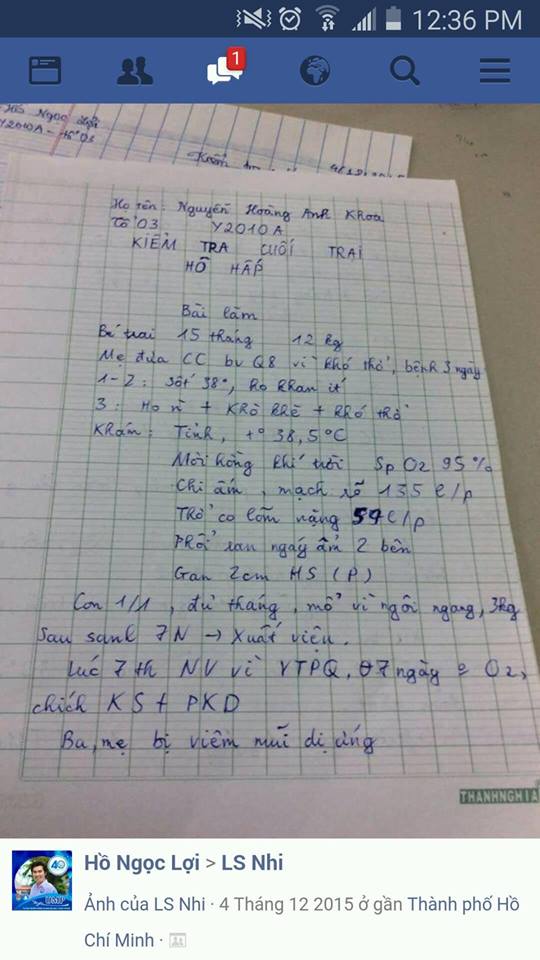 12:36 PM
1
Hồ Ngọc Lợi
Y2010A - tổ 03
Kiểm
Họ tên: Nguyễn Hoàng Anh Khoa
Tổ 03 Y2010A
KIỂM TRA CUỐI TRẠI
HÔ HẤP
Bài làm
Bé trai 15 tháng 12 kg
Mẹ đưa CC bv Q8 vì khó thở, bệnh 3 ngày
1-2: Sốt 38°, ho khan ít
3: Ho + Khò khè + khó thở
Khám: Tỉnh, t° 38,5°C
Môi hồng khí trời SpO2 95%
Chi ấm, mạch rõ 135 l/p
Thở co lõm nặng 54 l/p
Phổi ran ngáy ẩm 2 bên
Gan 2cm HS (P)
Con 1/1, đủ tháng, mổ vì ngôi ngang, 3kg
Sau sanh 7N → Xuất viện.
Lúc 7th NV vì VTPQ, 7 ngày O2,
chích KS + PKD
Ba, mẹ bị viêm mũi dị ứng
THANHNGHIA
Hồ Ngọc Lợi > LS Nhi
Ảnh của LS Nhi · 4 Tháng 12 2015 ở gần Thành phố Hồ
Chí Minh ·